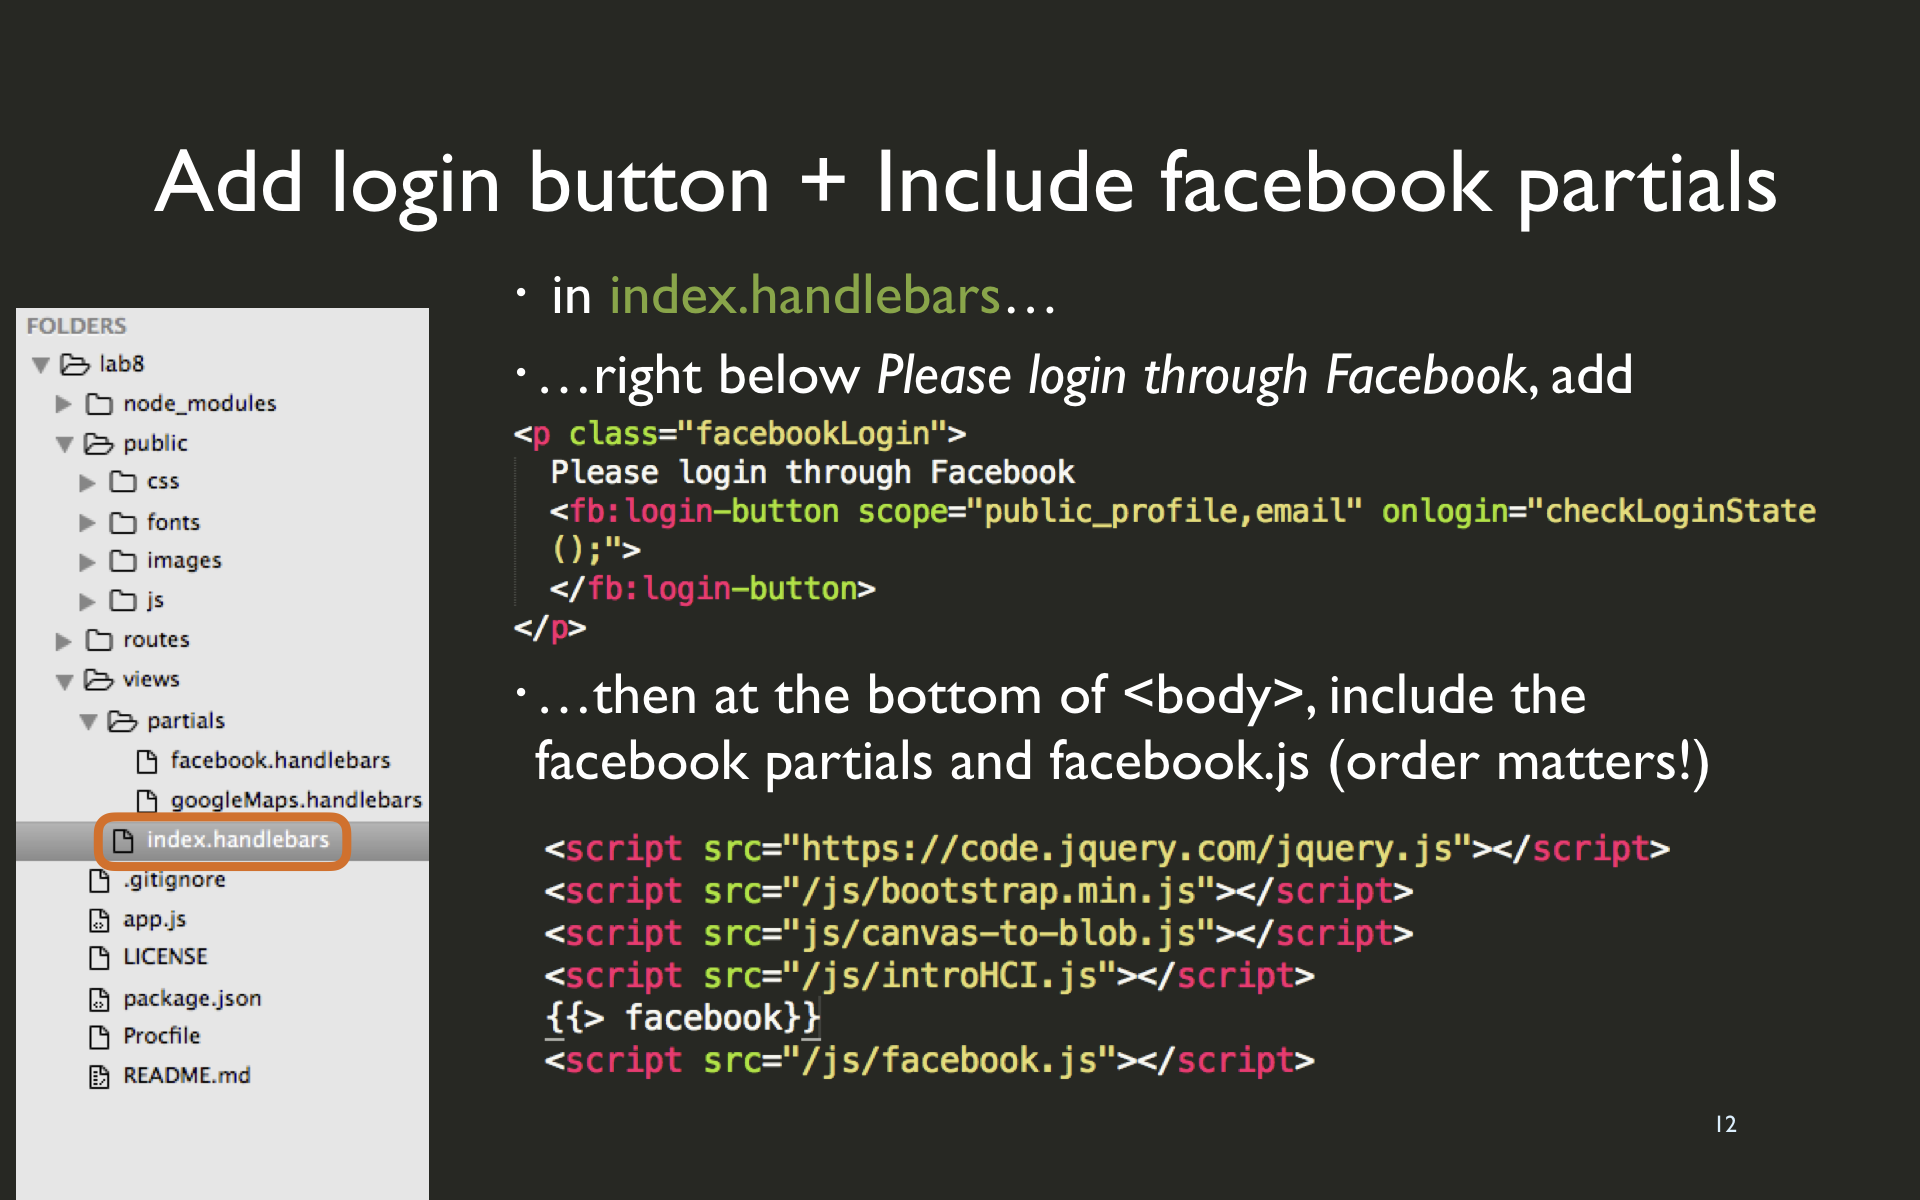 Add login button + Include facebook partials
FOLDERS
lab8
node_modules
public
css
fonts
images
js
routes
views
partials
facebook.handlebars
googleMaps.handlebars
index.handlebars
.gitignore
app.js
LICENSE
package.json
Procfile
README.md
· in index.handlebars…
· …right below Please login through Facebook, add
<p class="facebookLogin">
Please login through Facebook
<fb:login-button scope="public_profile,email" onlogin="checkLoginState
();">
</fb:login-button>
</p>
· …then at the bottom of <body>, include the
facebook partials and facebook.js (order matters!)
<script src="https://code.jquery.com/jquery.js"></script>
<script src="/js/bootstrap.min.js"></script>
<script src="js/canvas-to-blob.js"></script>
<script src="/js/introHCI.js"></script>
{{> facebook}}
<script src="/js/facebook.js"></script>
12